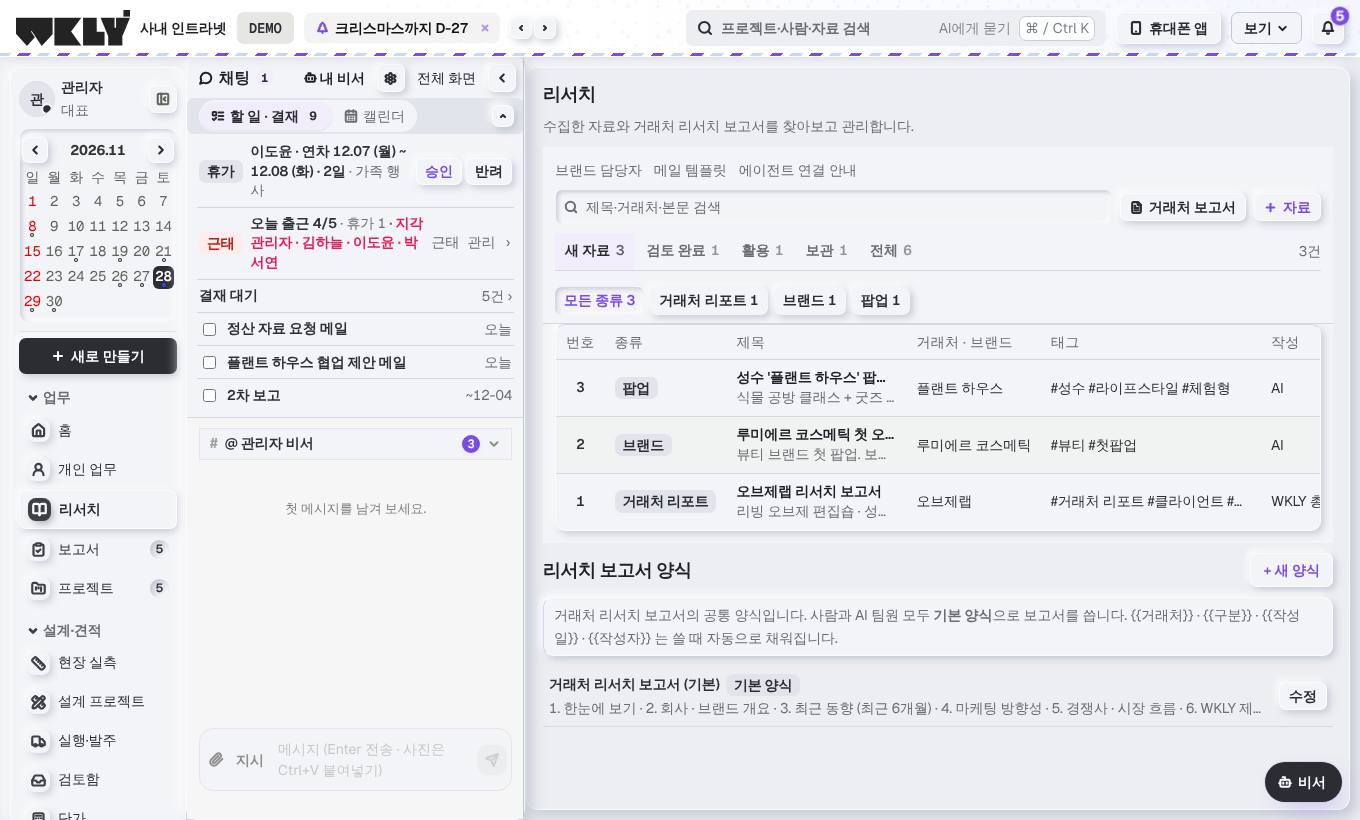 WKLY 사내 인트라넷 DEMO 크리스마스까지 D-27 × ‹ › 프로젝트·사람·자료 검색 AI에게 묻기 ⌘ / Ctrl K 휴대폰 앱 보기 5
관 관리자
대표
2026.11
일 월 화 수 목 금 토
1 2 3 4 5 6 7
8 9 10 11 12 13 14
15 16 17 18 19 20 21
22 23 24 25 26 27 28
29 30
+ 새로 만들기
업무
홈
개인 업무
리서치
보고서 5
프로젝트 5
설계·견적
현장 실측
설계 프로젝트
실행·발주
검토함
단가
채팅 1 내 비서 전체 화면
할 일 · 결재 9 캘린더
휴가
이도윤 · 연차 12.07 (월) ~
12.08 (화) · 2일 · 가족 행
사
승인 반려
근태
오늘 출근 4/5 · 휴가 1 · 지각
관리자 · 김하늘 · 이도윤 · 박
서연
근태 관리 ›
결재 대기 5건 ›
정산 자료 요청 메일 오늘
플랜트 하우스 협업 제안 메일 오늘
2차 보고 ~12-04
# @ 관리자 비서 3
첫 메시지를 남겨 보세요.
지시 메시지 (Enter 전송 · 사진은
Ctrl+V 붙여넣기)
리서치
수집한 자료와 거래처 리서치 보고서를 찾아보고 관리합니다.
브랜드 담당자 메일 템플릿 에이전트 연결 안내
제목·거래처·본문 검색 거래처 보고서 + 자료
새 자료 3 검토 완료 1 활용 1 보관 1 전체 6 3건
모든 종류 3 거래처 리포트 1 브랜드 1 팝업 1
번호 종류 제목 거래처 · 브랜드 태그 작성
3 팝업 성수 '플랜트 하우스' 팝… 플랜트 하우스 #성수 #라이프스타일 #체험형 AI
식물 공방 클래스 + 굿즈 …
2 브랜드 루미에르 코스메틱 첫 오… 루미에르 코스메틱 #뷰티 #첫팝업 AI
뷰티 브랜드 첫 팝업. 보…
1 거래처 리포트 오브제랩 리서치 보고서 오브제랩 #거래처 리포트 #클라이언트 #… WKLY 총
리빙 오브제 편집숍 · 성…
리서치 보고서 양식 + 새 양식
거래처 리서치 보고서의 공통 양식입니다. 사람과 AI 팀원 모두 기본 양식으로 보고서를 씁니다. {{거래처}} · {{구분}} · {{작성
일}} · {{작성자}} 는 쓸 때 자동으로 채워집니다.
거래처 리서치 보고서 (기본) 기본 양식
1. 한눈에 보기 · 2. 회사 · 브랜드 개요 · 3. 최근 동향 (최근 6개월) · 4. 마케팅 방향성 · 5. 경쟁사 · 시장 흐름 · 6. WKLY 제…
수정
비서